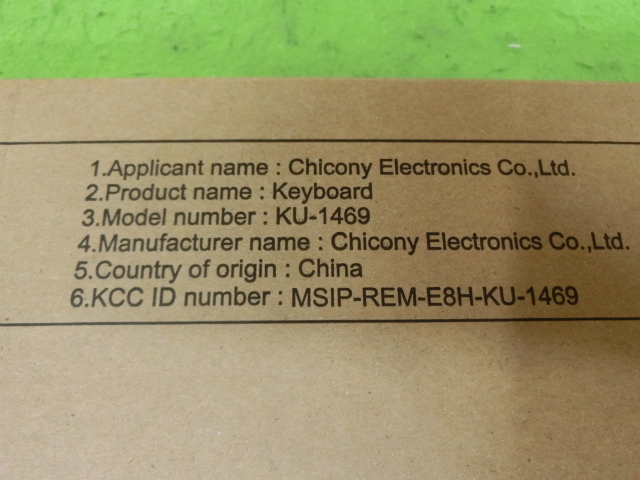 1.Applicant name : Chicony Electronics Co.,Ltd.
2.Product name : Keyboard
3.Model number : KU-1469
4.Manufacturer name : Chicony Electronics Co.,Ltd.
5.Country of origin : China
6.KCC ID number : MSIP-REM-E8H-KU-1469